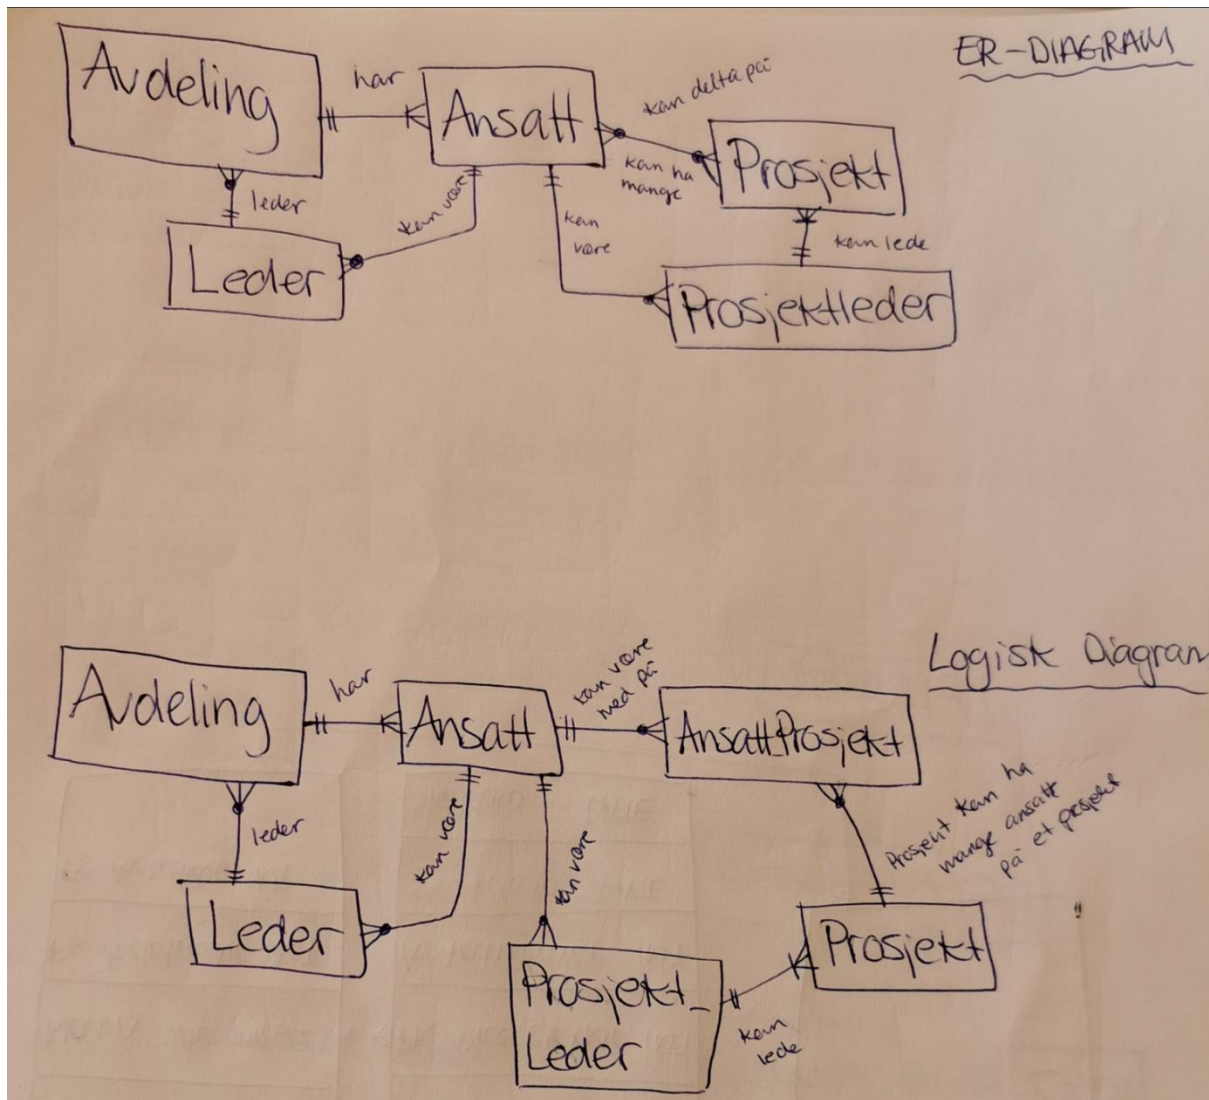 ER-DIAGRAM
Avdeling
har
Ansatt
kan delta på
kan ha
mange
Prosjekt
leder
kan være
kan
være
kan lede
Leder
Prosjektleder
Logisk Diagram
Avdeling
har
Ansatt
kan være
med på
AnsattProsjekt
leder
kan være
kan være
Prosjekt kan ha
mange ansatt
på et prosjekt
Leder
Prosjekt_
Leder
kan
lede
Prosjekt